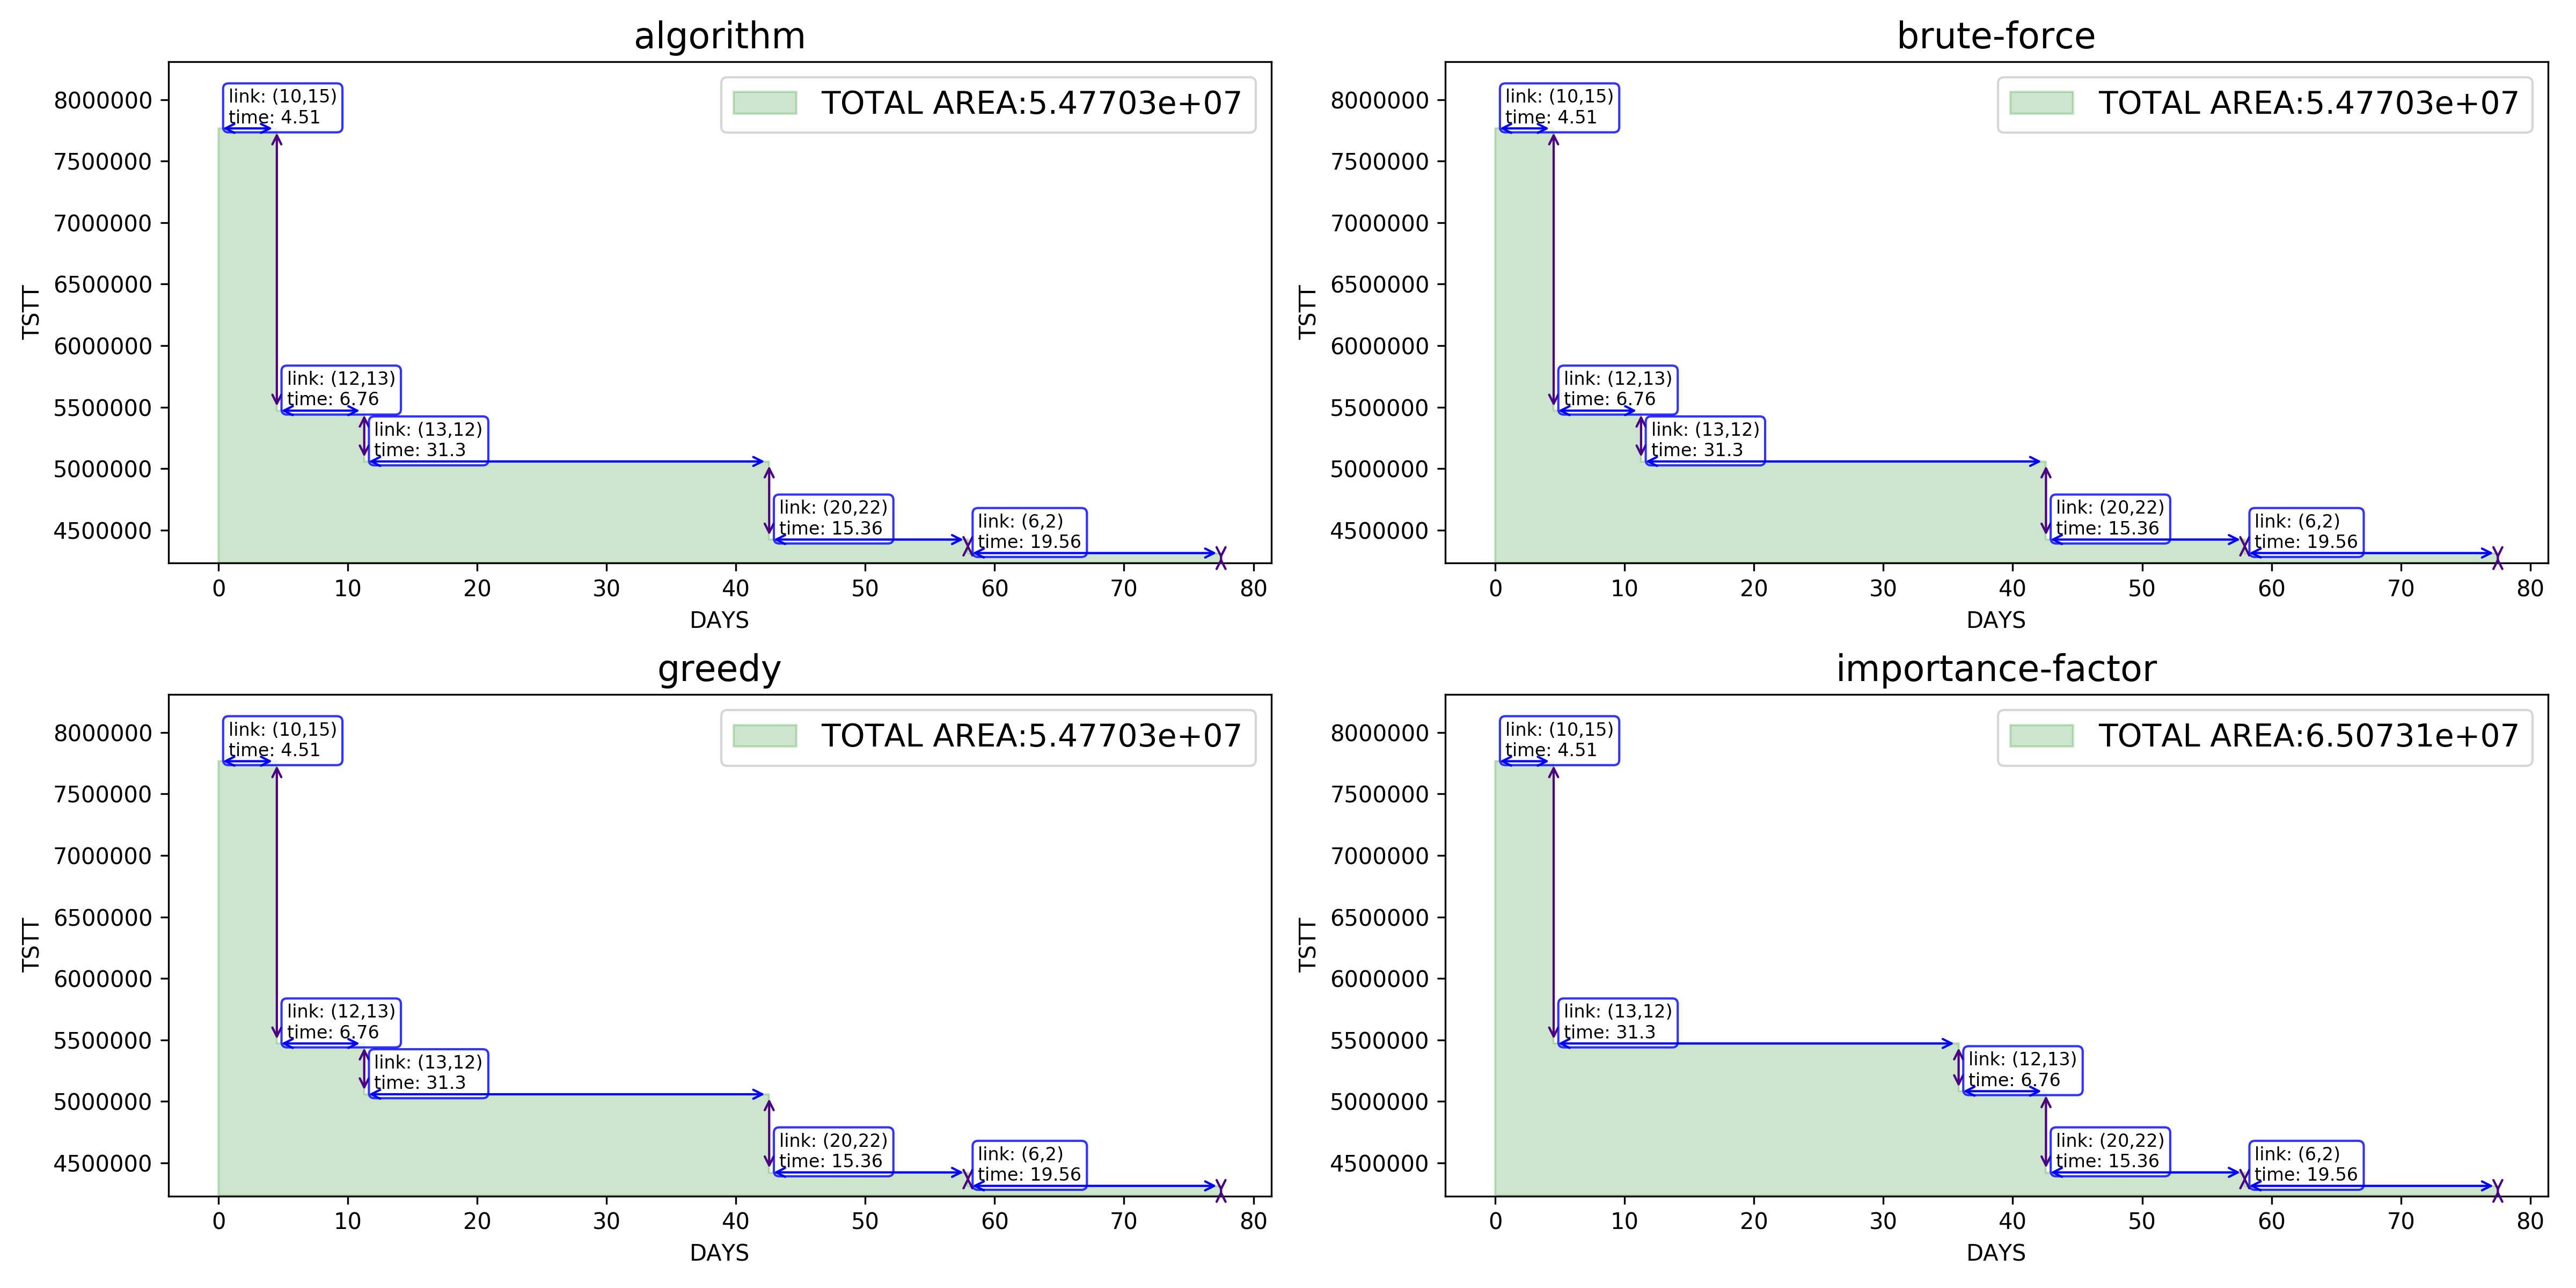 algorithm
TSTT
8000000
7500000
7000000
6500000
6000000
5500000
5000000
4500000
link: (10,15)
time: 4.51
TOTAL AREA:5.47703e+07
link: (12,13)
time: 6.76
link: (13,12)
time: 31.3
link: (20,22)
time: 15.36
link: (6,2)
time: 19.56
0 10 20 30 40 50 60 70 80
DAYS
brute-force
TSTT
8000000
7500000
7000000
6500000
6000000
5500000
5000000
4500000
link: (10,15)
time: 4.51
TOTAL AREA:5.47703e+07
link: (12,13)
time: 6.76
link: (13,12)
time: 31.3
link: (20,22)
time: 15.36
link: (6,2)
time: 19.56
0 10 20 30 40 50 60 70 80
DAYS
greedy
TSTT
8000000
7500000
7000000
6500000
6000000
5500000
5000000
4500000
link: (10,15)
time: 4.51
TOTAL AREA:5.47703e+07
link: (12,13)
time: 6.76
link: (13,12)
time: 31.3
link: (20,22)
time: 15.36
link: (6,2)
time: 19.56
0 10 20 30 40 50 60 70 80
DAYS
importance-factor
TSTT
8000000
7500000
7000000
6500000
6000000
5500000
5000000
4500000
link: (10,15)
time: 4.51
TOTAL AREA:6.50731e+07
link: (13,12)
time: 31.3
link: (12,13)
time: 6.76
link: (20,22)
time: 15.36
link: (6,2)
time: 19.56
0 10 20 30 40 50 60 70 80
DAYS